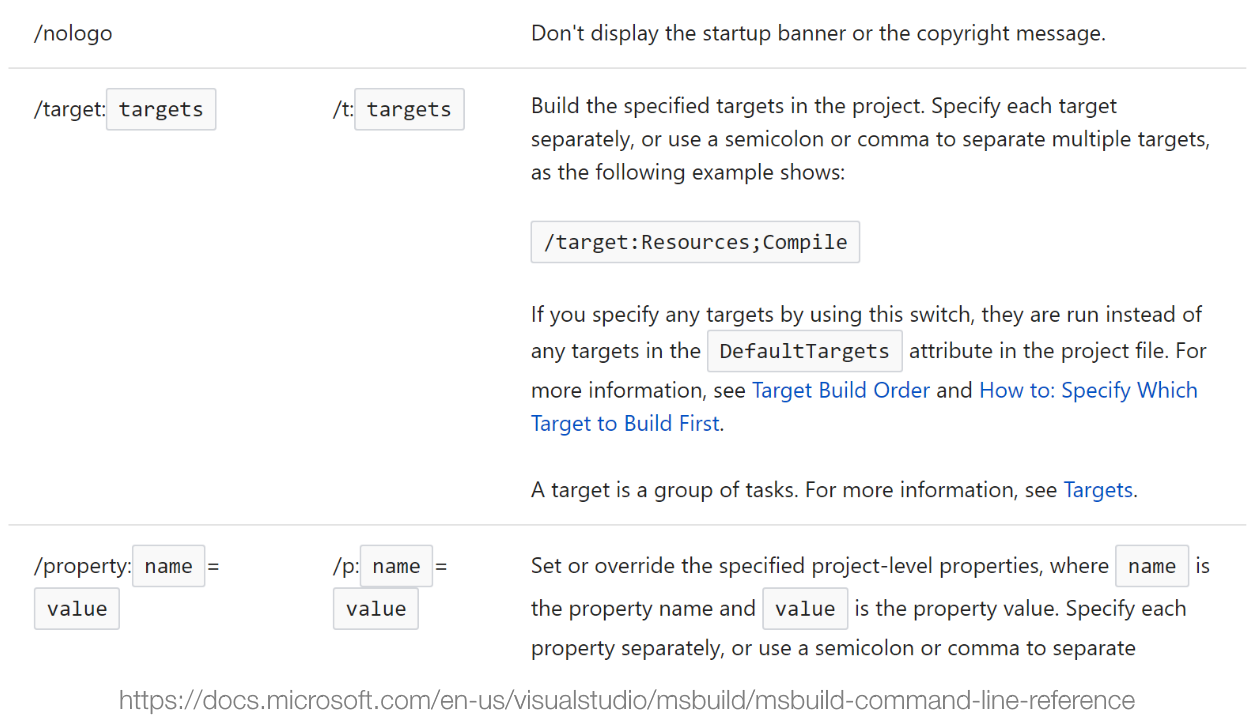 /nologo Don't display the startup banner or the copyright message.
/target: targets /t: targets Build the specified targets in the project. Specify each target
separately, or use a semicolon or comma to separate multiple targets,
as the following example shows:
/target:Resources;Compile
If you specify any targets by using this switch, they are run instead of
any targets in the DefaultTargets attribute in the project file. For
more information, see Target Build Order and How to: Specify Which
Target to Build First.
A target is a group of tasks. For more information, see Targets.
/property: name = /p: name = Set or override the specified project-level properties, where name is
value value the property name and value is the property value. Specify each
property separately, or use a semicolon or comma to separate
https://docs.microsoft.com/en-us/visualstudio/msbuild/msbuild-command-line-reference